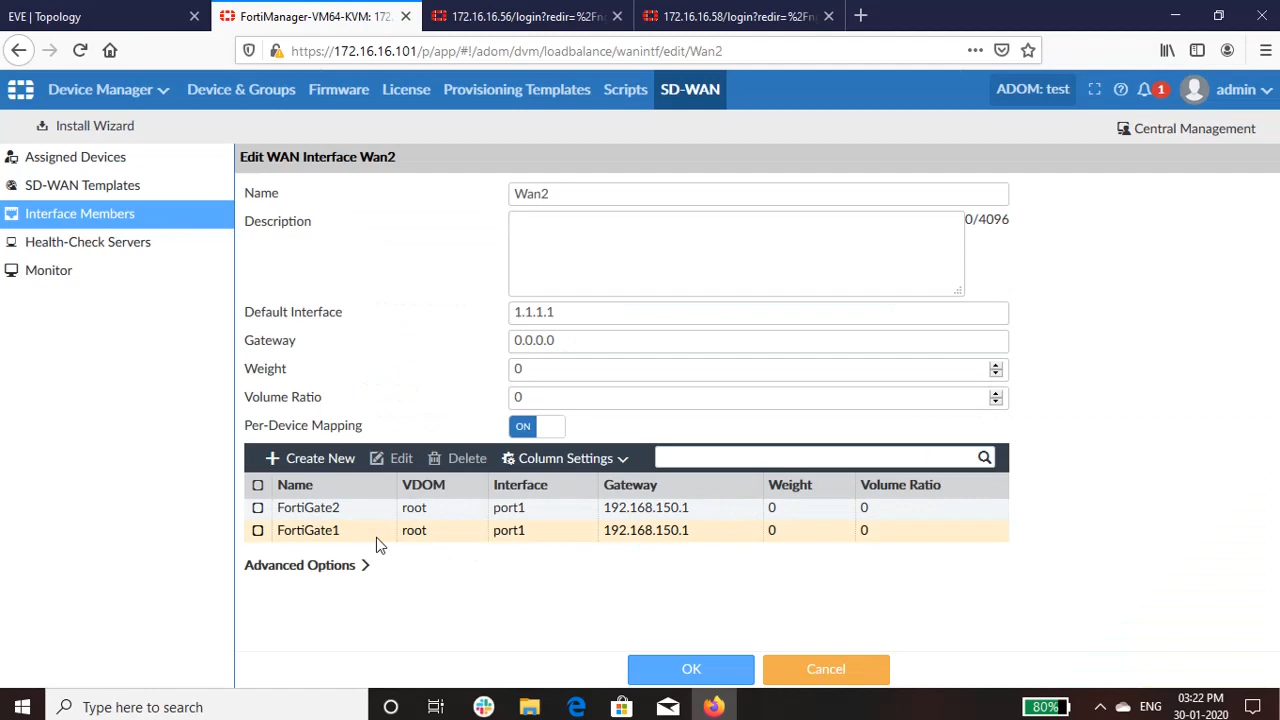 EVE | Topology
FortiManager-VM64-KVM: 172.
172.16.16.56/login?redir=%2Fn
172.16.16.58/login?redir=%2Fng
https://172.16.16.101/p/app/#!/adom/dvm/loadbalance/wanintf/edit/Wan2
Device Manager Device & Groups Firmware License Provisioning Templates Scripts SD-WAN ADOM: test 1 admin
Install Wizard
Central Management
Assigned Devices
SD-WAN Templates
Interface Members
Health-Check Servers
Monitor
Edit WAN Interface Wan2
Name Wan2
Description 0/4096
Default Interface 1.1.1.1
Gateway 0.0.0.0
Weight 0
Volume Ratio 0
Per-Device Mapping ON
Create New Edit Delete Column Settings
Name VDOM Interface Gateway Weight Volume Ratio
FortiGate2 root port1 192.168.150.1 0 0
FortiGate1 root port1 192.168.150.1 0 0
Advanced Options
OK Cancel
Type here to search
80%
03:22 PM
30-01-2020